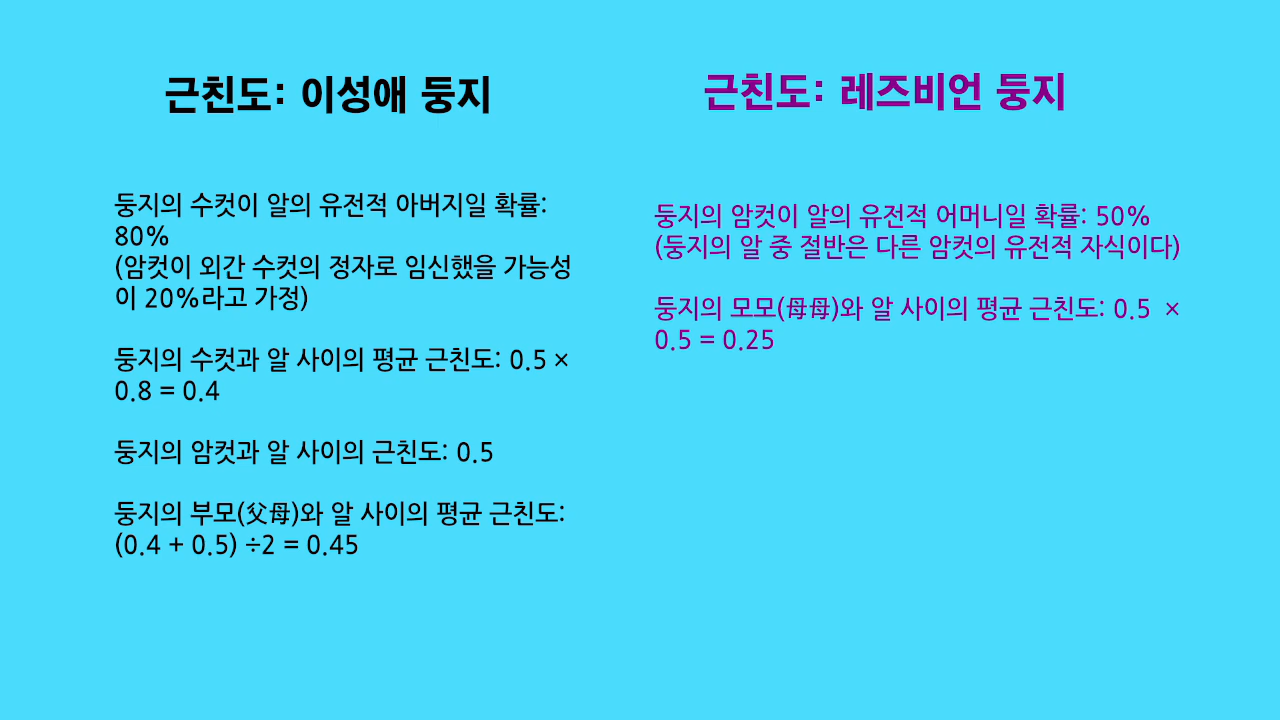 근친도: 이성애 둥지
둥지의 수컷이 알의 유전적 아버지일 확률:
80%
(암컷이 외간 수컷의 정자로 임신했을 가능성
이 20%라고 가정)
둥지의 수컷과 알 사이의 평균 근친도: 0.5 ×
0.8 = 0.4
둥지의 암컷과 알 사이의 근친도: 0.5
둥지의 부모(父母)와 알 사이의 평균 근친도:
(0.4 + 0.5) ÷2 = 0.45
근친도: 레즈비언 둥지
둥지의 암컷이 알의 유전적 어머니일 확률: 50%
(둥지의 알 중 절반은 다른 암컷의 유전적 자식이다)
둥지의 모모(母母)와 알 사이의 평균 근친도: 0.5 ×
0.5 = 0.25